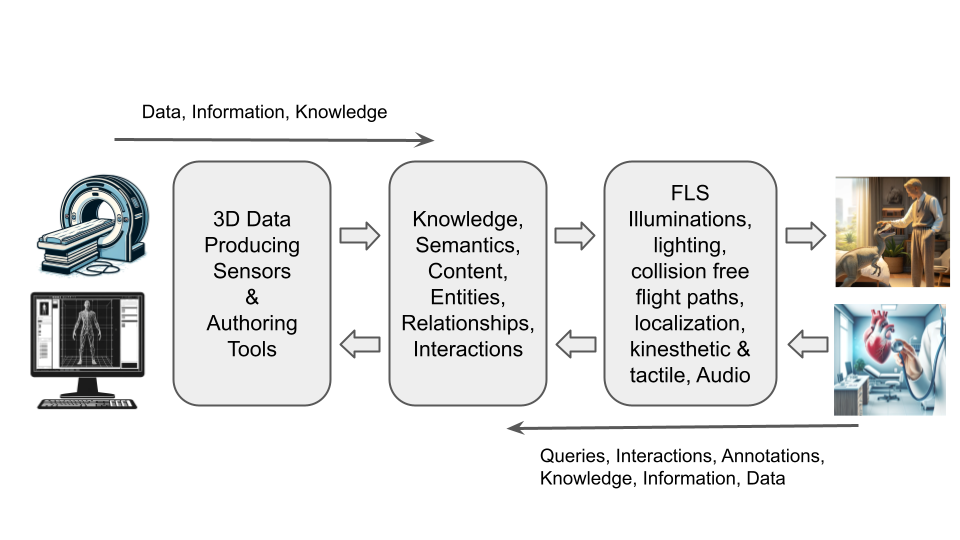 Data, Information, Knowledge
3D Data
Producing
Sensors
&
Authoring
Tools
Knowledge,
Semantics,
Content,
Entities,
Relationships,
Interactions
FLS
Illuminations,
lighting,
collision free
flight paths,
localization,
kinesthetic &
tactile, Audio
Queries, Interactions, Annotations,
Knowledge, Information, Data